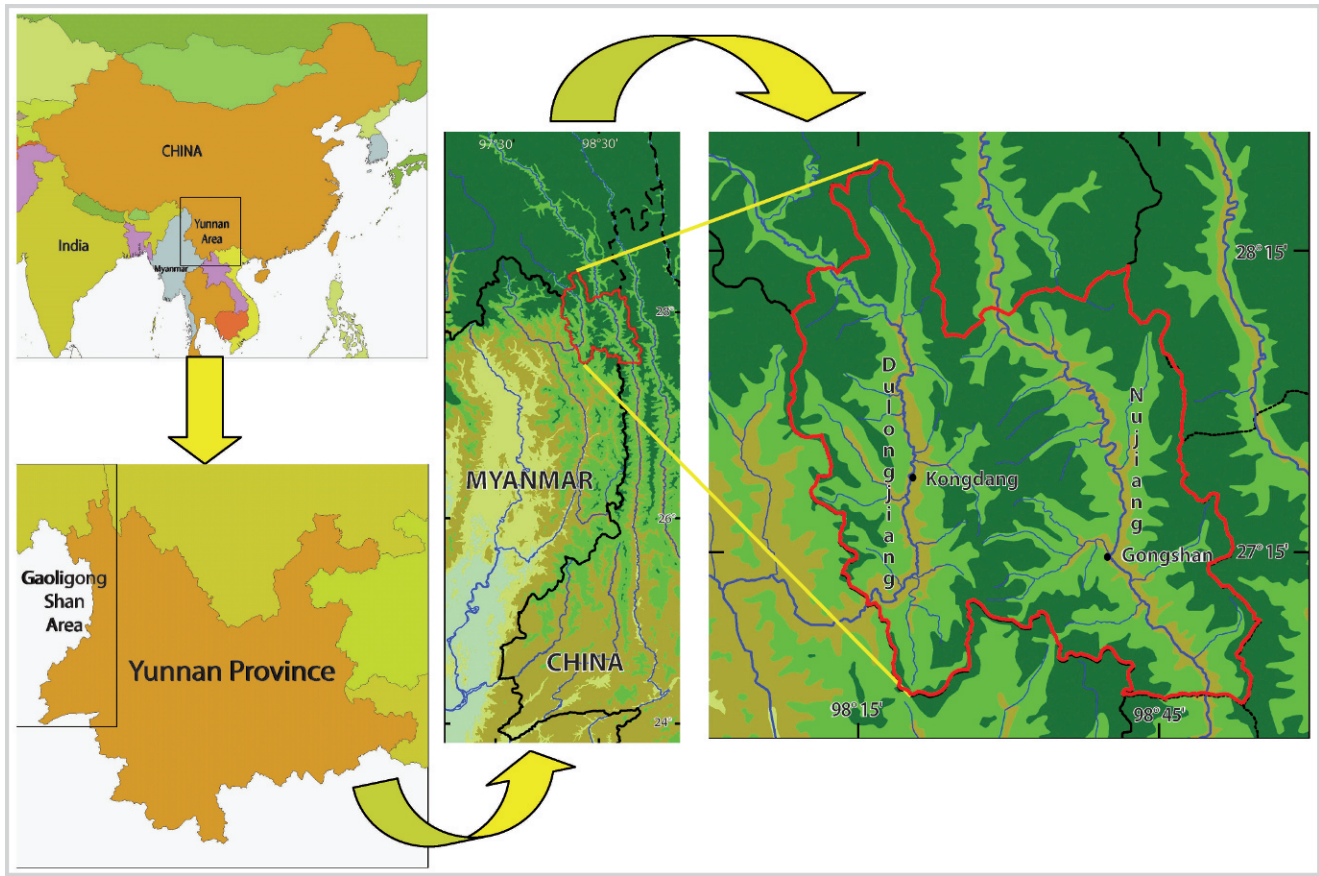 CHINA
Yunnan
Area
India
Myanmar
Gaoligong
Shan
Area
Yunnan Province
97°30'
98°30'
28°
MYANMAR
26°
CHINA
24°
28° 15'
Dulongjiang
Nujiang
Kongdang
Gongshan
27° 15'
98° 15'
98° 45'